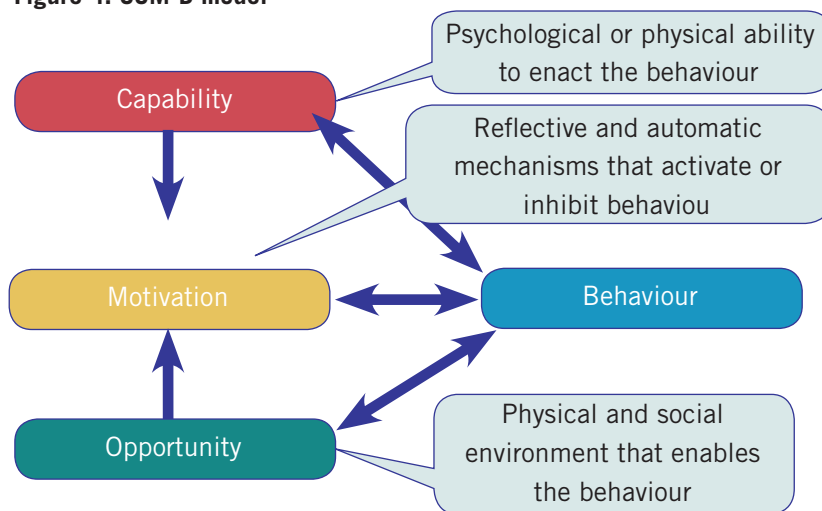 Capability
Psychological or physical ability
to enact the behaviour
Reflective and automatic
mechanisms that activate or
inhibit behaviou
Motivation
Behaviour
Opportunity
Physical and social
environment that enables
the behaviour